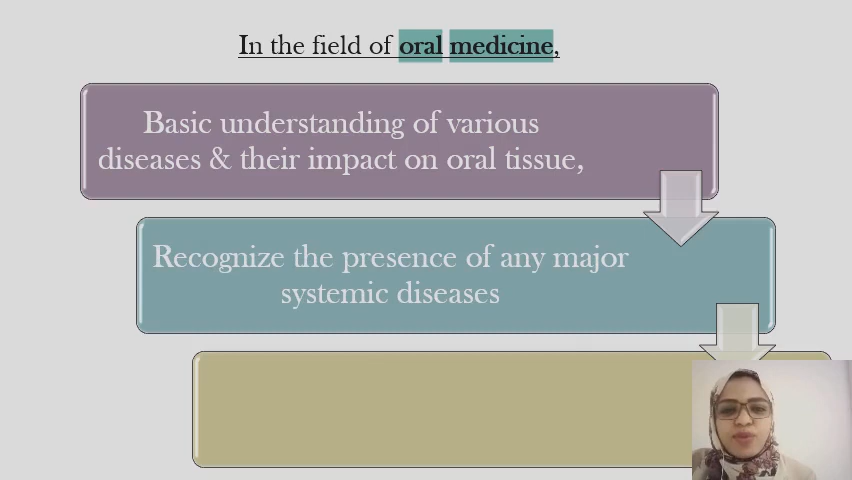 In the field of oral medicine,
Basic understanding of various
diseases & their impact on oral tissue,
Recognize the presence of any major
systemic diseases